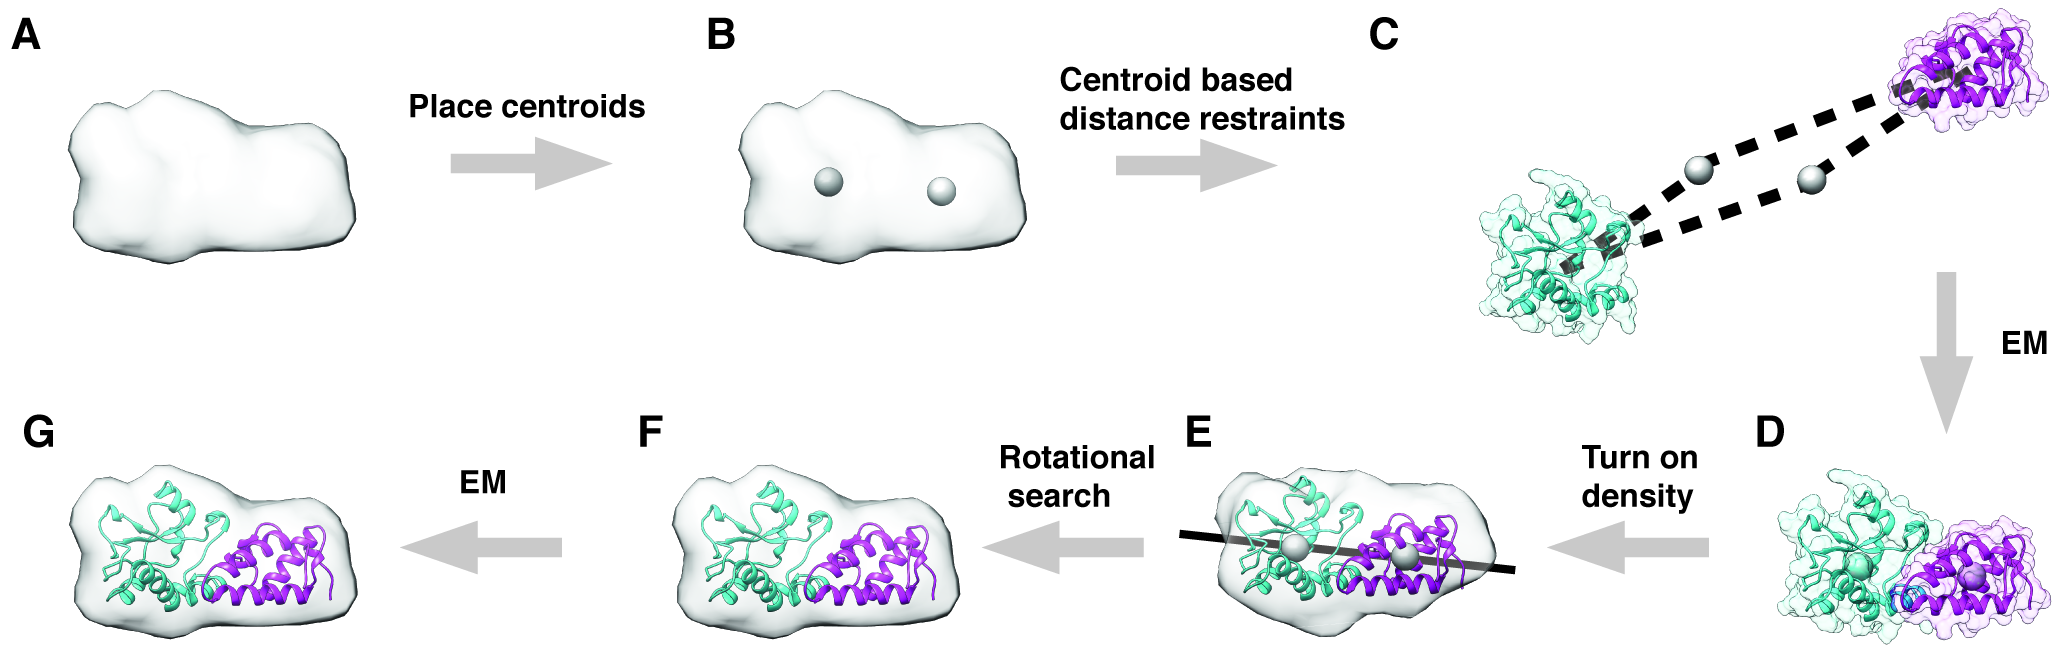 A
Place centroids
B
Centroid based
distance restraints
C
EM
D
Turn on
density
E
Rotational
search
F
EM
G